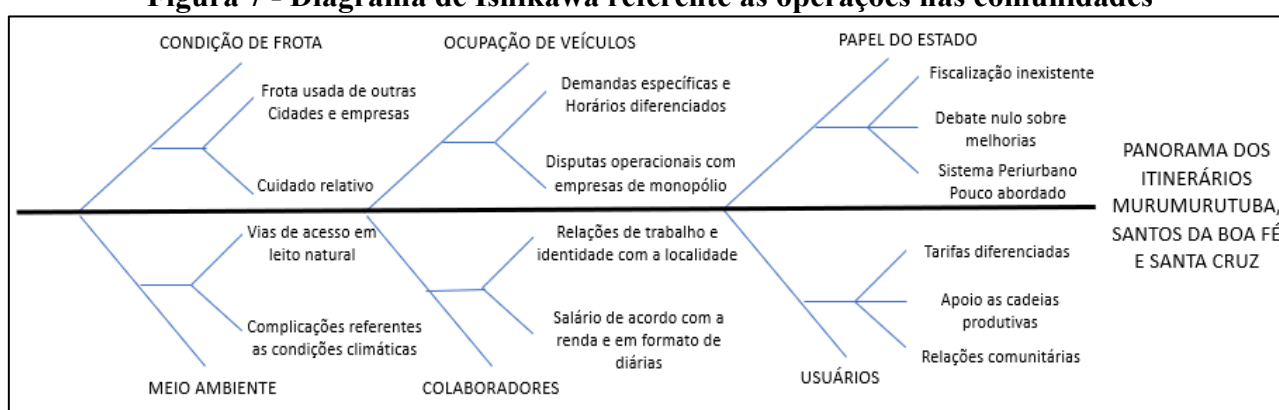 Figura 7 - Diagrama de Ishikawa referente as operações nas comunidades
CONDIÇÃO DE FROTA
Frota usada de outras
Cidades e empresas
Cuidado relativo
OCUPAÇÃO DE VEÍCULOS
Demandas específicas e
Horários diferenciados
Disputas operacionais com
empresas de monopólio
PAPEL DO ESTADO
Fiscalização inexistente
Debate nulo sobre
melhorias
Sistema Periurbano
Pouco abordado
PANORAMA DOS
ITINERÁRIOS
MURUMURUTUBA,
SANTOS DA BOA FÉ
E SANTA CRUZ
Vias de acesso em
leito natural
Complicações referentes
as condições climáticas
MEIO AMBIENTE
Relações de trabalho e
identidade com a localidade
Salário de acordo com a
renda e em formato de
diárias
COLABORADORES
Tarifas diferenciadas
Apoio as cadeias
produtivas
Relações comunitárias
USUÁRIOS